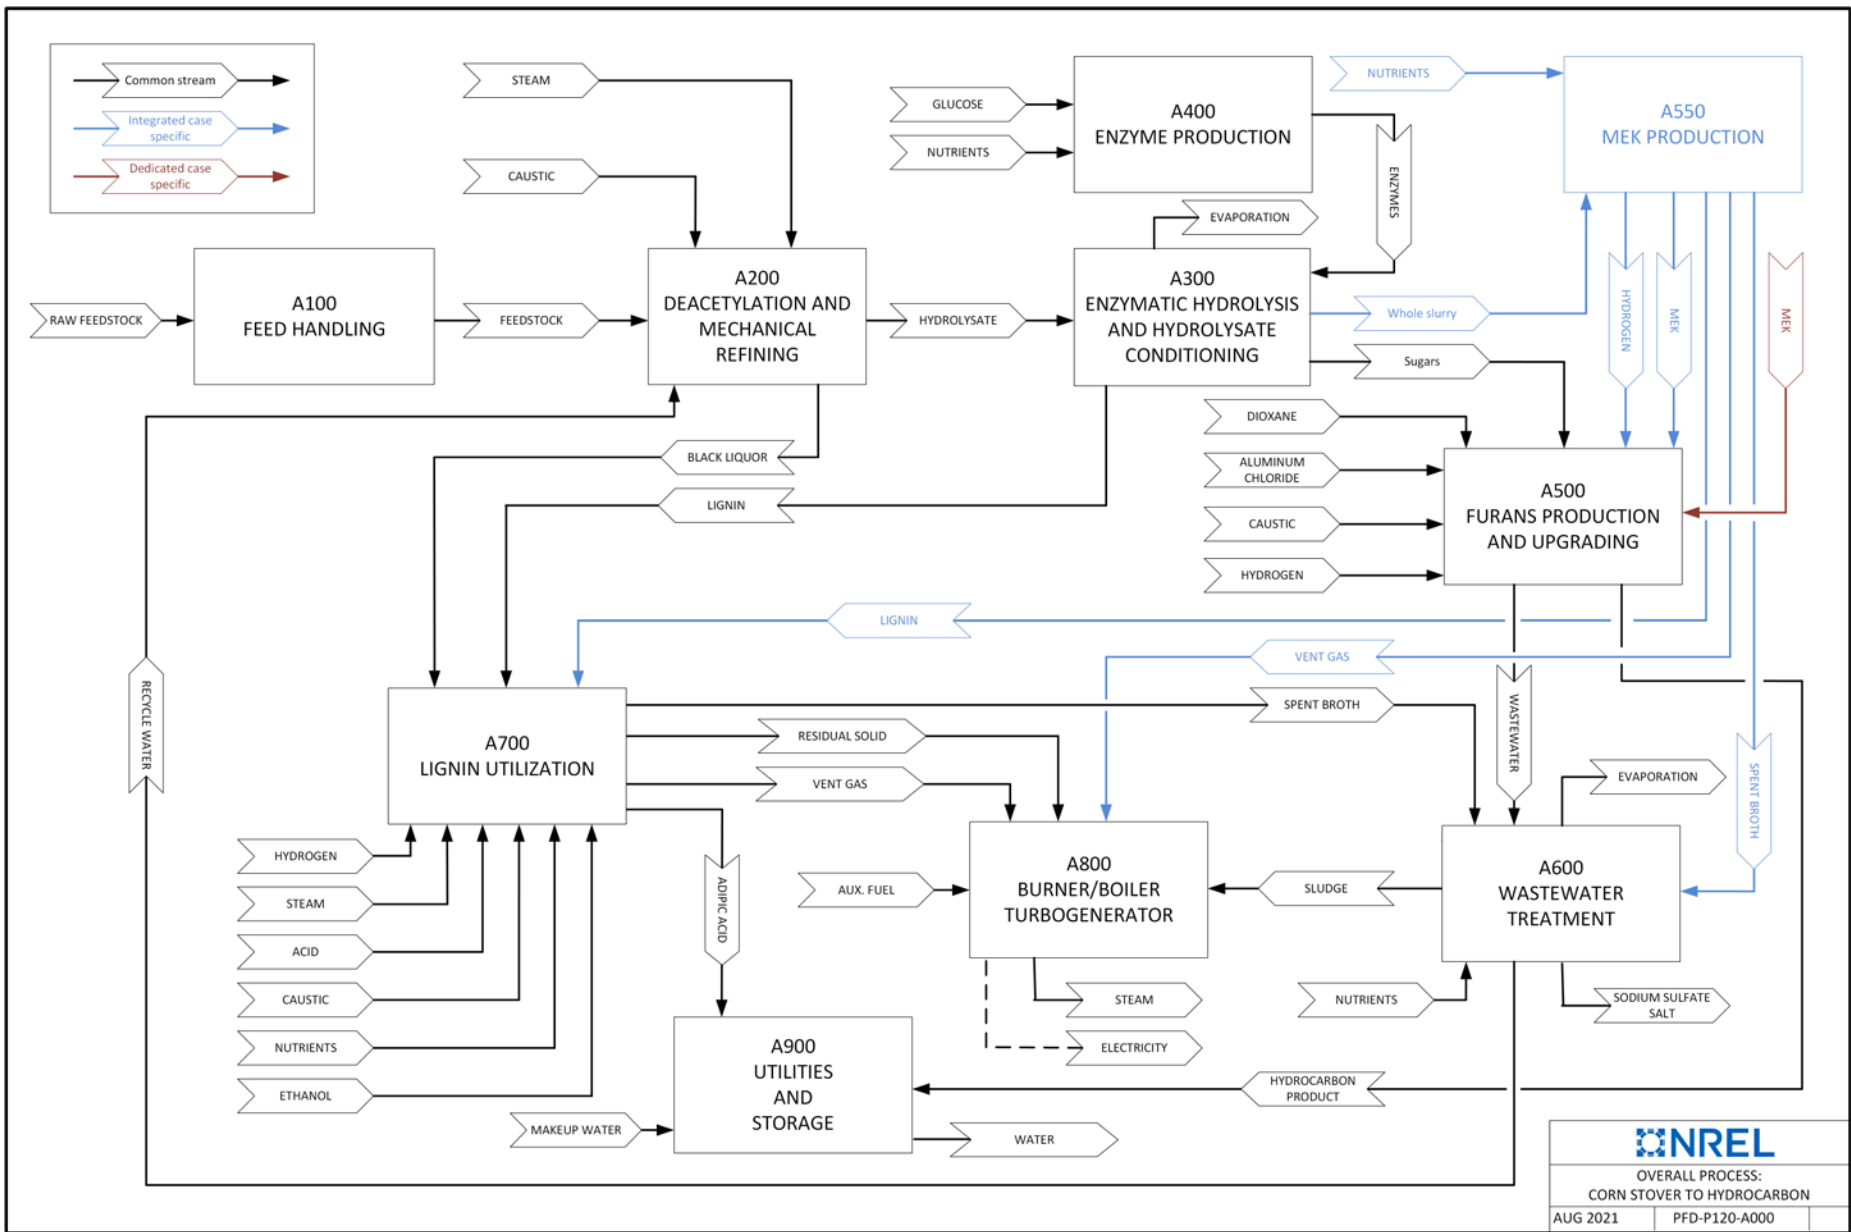 Common stream
Integrated case
specific
Dedicated case
specific
STEAM
CAUSTIC
GLUCOSE
NUTRIENTS
A400
ENZYME PRODUCTION
ENZYMES
NUTRIENTS
A550
MEK PRODUCTION
EVAPORATION
RAW FEEDSTOCK
A100
FEED HANDLING
FEEDSTOCK
A200
DEACETYLATION AND
MECHANICAL
REFINING
HYDROLYSATE
A300
ENZYMATIC HYDROLYSIS
AND HYDROLYSATE
CONDITIONING
Whole slurry
Sugars
HYDROGEN
MEK
MEK
BLACK LIQUOR
LIGNIN
DIOXANE
ALUMINUM
CHLORIDE
CAUSTIC
HYDROGEN
A500
FURANS PRODUCTION
AND UPGRADING
LIGNIN
VENT GAS
RECYCLE WATER
A700
LIGNIN UTILIZATION
SPENT BROTH
RESIDUAL SOLID
VENT GAS
WASTEWATER
EVAPORATION
SPENT BROTH
HYDROGEN
STEAM
ACID
CAUSTIC
NUTRIENTS
ETHANOL
ADIPIC ACID
AUX. FUEL
A800
BURNER/BOILER
TURBOGENERATOR
SLUDGE
A600
WASTEWATER
TREATMENT
STEAM
ELECTRICITY
NUTRIENTS
SODIUM SULFATE
SALT
A900
UTILITIES
AND
STORAGE
HYDROCARBON
PRODUCT
MAKEUP WATER
WATER
NREL
OVERALL PROCESS:
CORN STOVER TO HYDROCARBON
AUG 2021
PFD-P120-A000